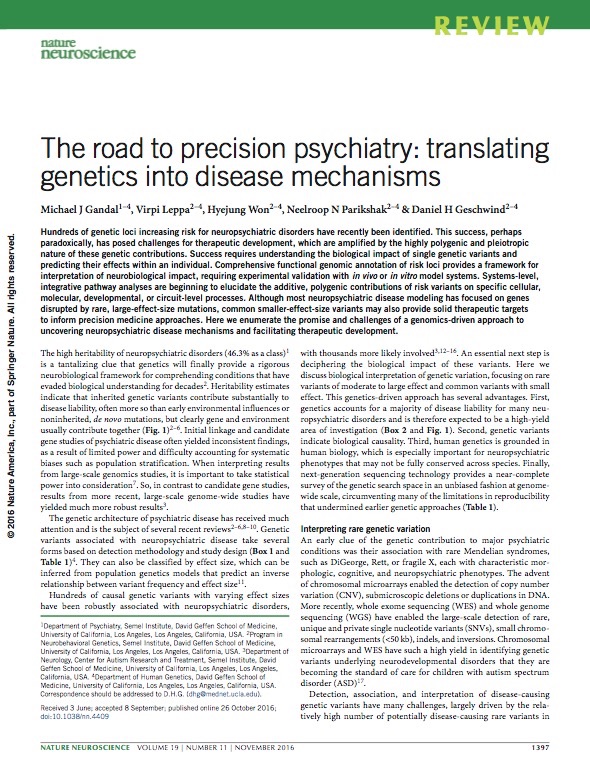 REVIEW
nature
neuroscience
The road to precision psychiatry: translating
genetics into disease mechanisms
Michael J Gandal1–4, Virpi Leppa2–4, Hyejung Won2–4, Neelroop N Parikshak2–4 & Daniel H Geschwind2–4
Hundreds of genetic loci increasing risk for neuropsychiatric disorders have recently been identified. This success, perhaps
paradoxically, has posed challenges for therapeutic development, which are amplified by the highly polygenic and pleiotropic
nature of these genetic contributions. Success requires understanding the biological impact of single genetic variants and
predicting their effects within an individual. Comprehensive functional genomic annotation of risk loci provides a framework for
interpretation of neurobiological impact, requiring experimental validation with in vivo or in vitro model systems. Systems-level,
integrative pathway analyses are beginning to elucidate the additive, polygenic contributions of risk variants on specific cellular,
molecular, developmental, or circuit-level processes. Although most neuropsychiatric disease modeling has focused on genes
disrupted by rare, large-effect-size mutations, common smaller-effect-size variants may also provide solid therapeutic targets
to inform precision medicine approaches. Here we enumerate the promise and challenges of a genomics-driven approach to
uncovering neuropsychiatric disease mechanisms and facilitating therapeutic development.
The high heritability of neuropsychiatric disorders (46.3% as a class)1
is a tantalizing clue that genetics will finally provide a rigorous
neurobiological framework for comprehending conditions that have
evaded biological understanding for decades2. Heritability estimates
indicate that inherited genetic variants contribute substantially to
disease liability, often more so than early environmental influences or
noninherited, de novo mutations, but clearly gene and environment
usually contribute together (Fig. 1)2–6. Initial linkage and candidate
gene studies of psychiatric disease often yielded inconsistent findings,
as a result of limited power and difficulty accounting for systematic
biases such as population stratification. When interpreting results
from large-scale genomics studies, it is important to take statistical
power into consideration7. So, in contrast to candidate gene studies,
results from more recent, large-scale genome-wide studies have
yielded much more robust results3.
The genetic architecture of psychiatric disease has received much
attention and is the subject of several recent reviews2–6,8–10. Genetic
variants associated with neuropsychiatric disease take several
forms based on detection methodology and study design (Box 1 and
Table 1)4. They can also be classified by effect size, which can be
inferred from population genetics models that predict an inverse
relationship between variant frequency and effect size11.
Hundreds of causal genetic variants with varying effect sizes
have been robustly associated with neuropsychiatric disorders,
1Department of Psychiatry, Semel Institute, David Geffen School of Medicine,
University of California, Los Angeles, Los Angeles, California, USA. 2Program in
Neurobehavioral Genetics, Semel Institute, David Geffen School of Medicine,
University of California, Los Angeles, Los Angeles, California, USA. 3Department of
Neurology, Center for Autism Research and Treatment, Semel Institute, David
Geffen School of Medicine, University of California, Los Angeles, Los Angeles,
California, USA. 4Department of Human Genetics, David Geffen School of
Medicine, University of California, Los Angeles, Los Angeles, California, USA.
Correspondence should be addressed to D.H.G. (dhg@mednet.ucla.edu).
Received 3 June; accepted 8 September; published online 26 October 2016;
doi:10.1038/nn.4409
with thousands more likely involved3,12–16. An essential next step is
deciphering the biological impact of these variants. Here we
discuss biological interpretation of genetic variation, focusing on rare
variants of moderate to large effect and common variants with small
effect. This genetics-driven approach has several advantages. First,
genetics accounts for a majority of disease liability for many neu-
ropsychiatric disorders and is therefore expected to be a high-yield
area of investigation (Box 2 and Fig. 1). Second, genetic variants
indicate biological causality. Third, human genetics is grounded in
human biology, which is especially important for neuropsychiatric
phenotypes that may not be fully conserved across species. Finally,
next-generation sequencing technology provides a near-complete
survey of the genetic search space in an unbiased fashion at genome-
wide scale, circumventing many of the limitations in reproducibility
that undermined earlier genetic approaches (Table 1).
Interpreting rare genetic variation
An early clue of the genetic contribution to major psychiatric
conditions was their association with rare Mendelian syndromes,
such as DiGeorge, Rett, or fragile X, each with characteristic mor-
phologic, cognitive, and neuropsychiatric phenotypes. The advent
of chromosomal microarrays enabled the detection of copy number
variation (CNV), submicroscopic deletions or duplications in DNA.
More recently, whole exome sequencing (WES) and whole genome
sequencing (WGS) have enabled the large-scale detection of rare,
unique and private single nucleotide variants (SNVs), small chromo-
somal rearrangements (<50 kb), indels, and inversions. Chromosomal
microarrays and WES have such a high yield in identifying genetic
variants underlying neurodevelopmental disorders that they are
becoming the standard of care for children with autism spectrum
disorder (ASD)17.
Detection, association, and interpretation of disease-causing
genetic variants have many challenges, largely driven by the rela-
tively high number of potentially disease-causing rare variants in
© 2016 Nature America, Inc., part of Springer Nature. All rights reserved.
NATURE NEUROSCIENCE VOLUME 19 | NUMBER 11 | NOVEMBER 2016
1397